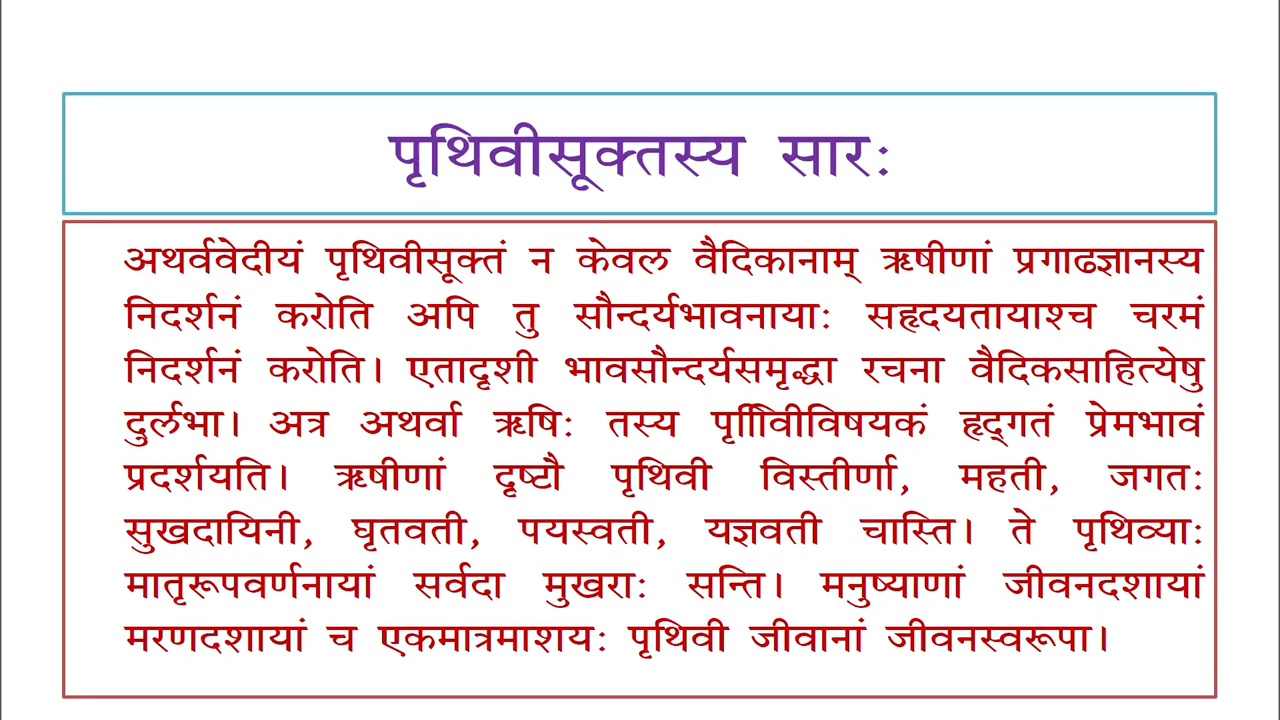 पृथिवीसूक्तस्य सारः
अथर्ववेदीयं पृथिवीसूक्तं न केवल वैदिकानाम् ऋषीणां प्रगाढज्ञानस्य
निदर्शनं करोति अपि तु सौन्दर्यभावनायाः सहृदयतायाश्च चरमं
निदर्शनं करोति। एतादृशी भावसौन्दर्यसमृद्धा रचना वैदिकसाहित्येषु
दुर्लभा। अत्र अथर्वा ऋषिः तस्य पृििवीविषयकं हृद्गतं प्रेमभावं
प्रदर्शयति। ऋषीणां दृष्टौ पृथिवी विस्तीर्णा, महती, जगतः
सुखदायिनी, घृतवती, पयस्वती, यज्ञवती चास्ति। ते पृथिव्याः
मातृरूपवर्णनायां सर्वदा मुखराः सन्ति। मनुष्याणां जीवनदशायां
मरणदशायां च एकमात्रमाशयः पृथिवी जीवानां जीवनस्वरूपा।